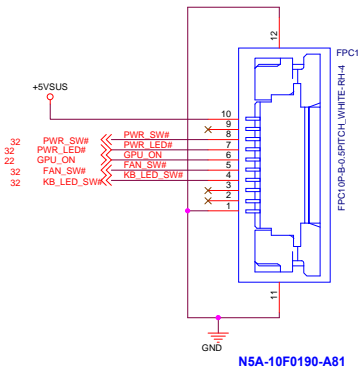 12
FPC1
+5VSUS
10
9
32 PWR_SW# PWR_SW# 8
32 PWR_LED# PWR_LED# 7
22 GPU_ON GPU_ON 6
32 FAN_SW# FAN_SW# 5
32 KB_LED_SW# KB_LED_SW# 4
3
2
1
FPC10P-B-0.5PITCH_WHITE-RH-4
11
GND
N5A-10F0190-A81